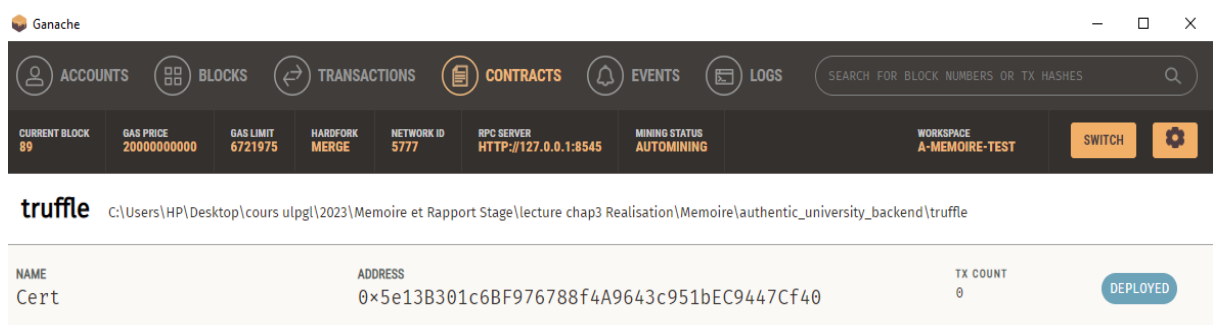 Ganache
ACCOUNTS BLOCKS TRANSACTIONS CONTRACTS EVENTS LOGS SEARCH FOR BLOCK NUMBERS OR TX HASHES
CURRENT BLOCK GAS PRICE GAS LIMIT HARDFORK NETWORK ID RPC SERVER MINING STATUS WORKSPACE
89 20000000000 6721975 MERGE 5777 HTTP://127.0.0.1:8545 AUTOMINING A-MEMOIRE-TEST SWITCH
truffle C:\Users\HP\Desktop\cours ulpgl\2023\Memoire et Rapport Stage\lecture chap3 Realisation\Memoire\authentic_university_backend\truffle
NAME ADDRESS TX COUNT
Cert 0×5e13B301c6BF976788f4A9643c951bEC9447Cf40 0 DEPLOYED